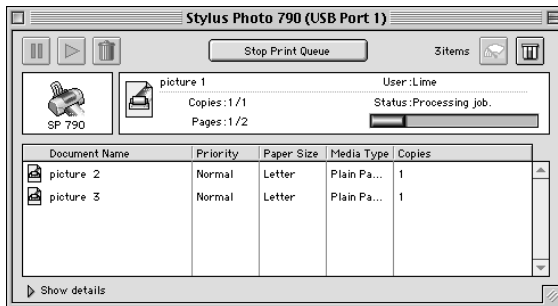 Stylus Photo 790 (USB Port 1)
Stop Print Queue
3items
picture 1
User:Lime
Copies:1/1
Status:Processing job.
Pages:1/2
SP 790
Document Name Priority Paper Size Media Type Copies
picture 2 Normal Letter Plain Pa... 1
picture 3 Normal Letter Plain Pa... 1
Show details